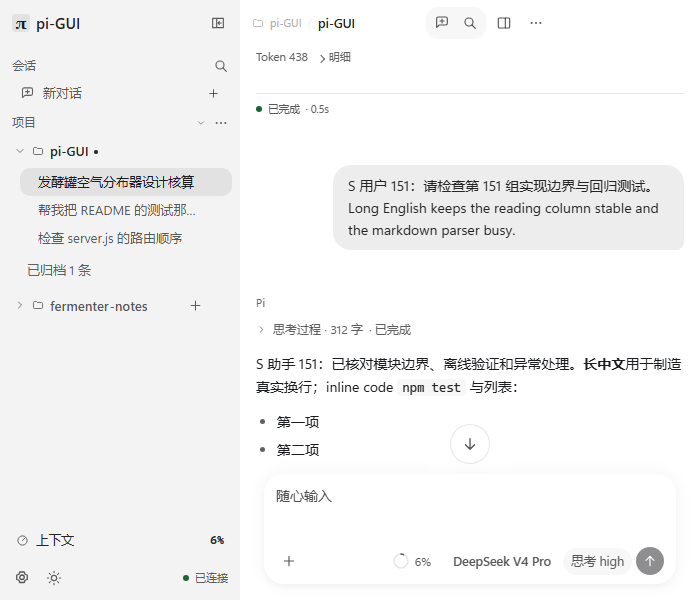 π pi-GUI
会话
新对话
项目
pi-GUI
发酵罐空气分布器设计核算
帮我把 README 的测试那...
检查 server.js 的路由顺序
已归档 1 条
fermenter-notes
上下文 6%
已连接
pi-GUI / pi-GUI
Token 438 明细
已完成 · 0.5s
S 用户 151：请检查第 151 组实现边界与回归测试。
Long English keeps the reading column stable and
the markdown parser busy.
Pi
思考过程 · 312 字 · 已完成
S 助手 151：已核对模块边界、离线验证和异常处理。长中文用于制造
真实换行；inline code npm test 与列表：
第一项
第二项
随心输入
6% DeepSeek V4 Pro 思考 high